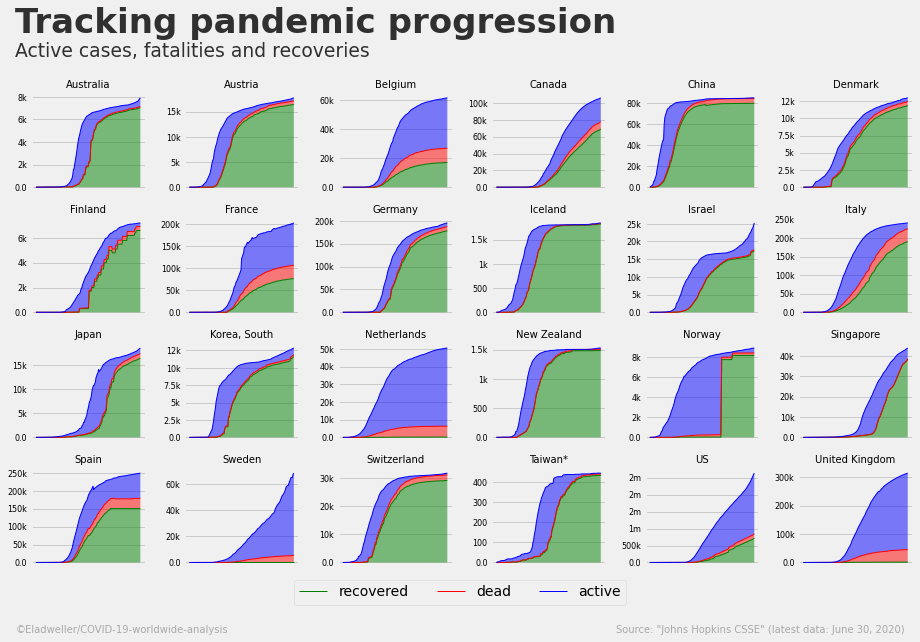 Tracking pandemic progression
Active cases, fatalities and recoveries
Australia Austria Belgium Canada China Denmark
8k
6k
4k
2k
0.0
15k
10k
5k
0.0
60k
40k
20k
0.0
100k
80k
60k
40k
20k
0.0
80k
60k
40k
20k
0.0
12k
10k
7.5k
5k
2.5k
0.0
Finland France Germany Iceland Israel Italy
6k
4k
2k
0.0
200k
150k
100k
50k
0.0
200k
150k
100k
50k
0.0
1.5k
1k
500
0.0
25k
20k
15k
10k
5k
0.0
250k
200k
150k
100k
50k
0.0
Japan Korea, South Netherlands New Zealand Norway Singapore
15k
10k
5k
0.0
12k
10k
7.5k
5k
2.5k
0.0
50k
40k
30k
20k
10k
0.0
1.5k
1k
500
0.0
8k
6k
4k
2k
0.0
40k
30k
20k
10k
0.0
Spain Sweden Switzerland Taiwan* US United Kingdom
250k
200k
150k
100k
50k
0.0
60k
40k
20k
0.0
30k
20k
10k
0.0
400
300
200
100
0.0
2m
2m
2m
1m
1m
500k
0.0
300k
200k
100k
0.0
recovered dead active
©Eladweller/COVID-19-worldwide-analysis
Source: "Johns Hopkins CSSE" (latest data: June 30, 2020)